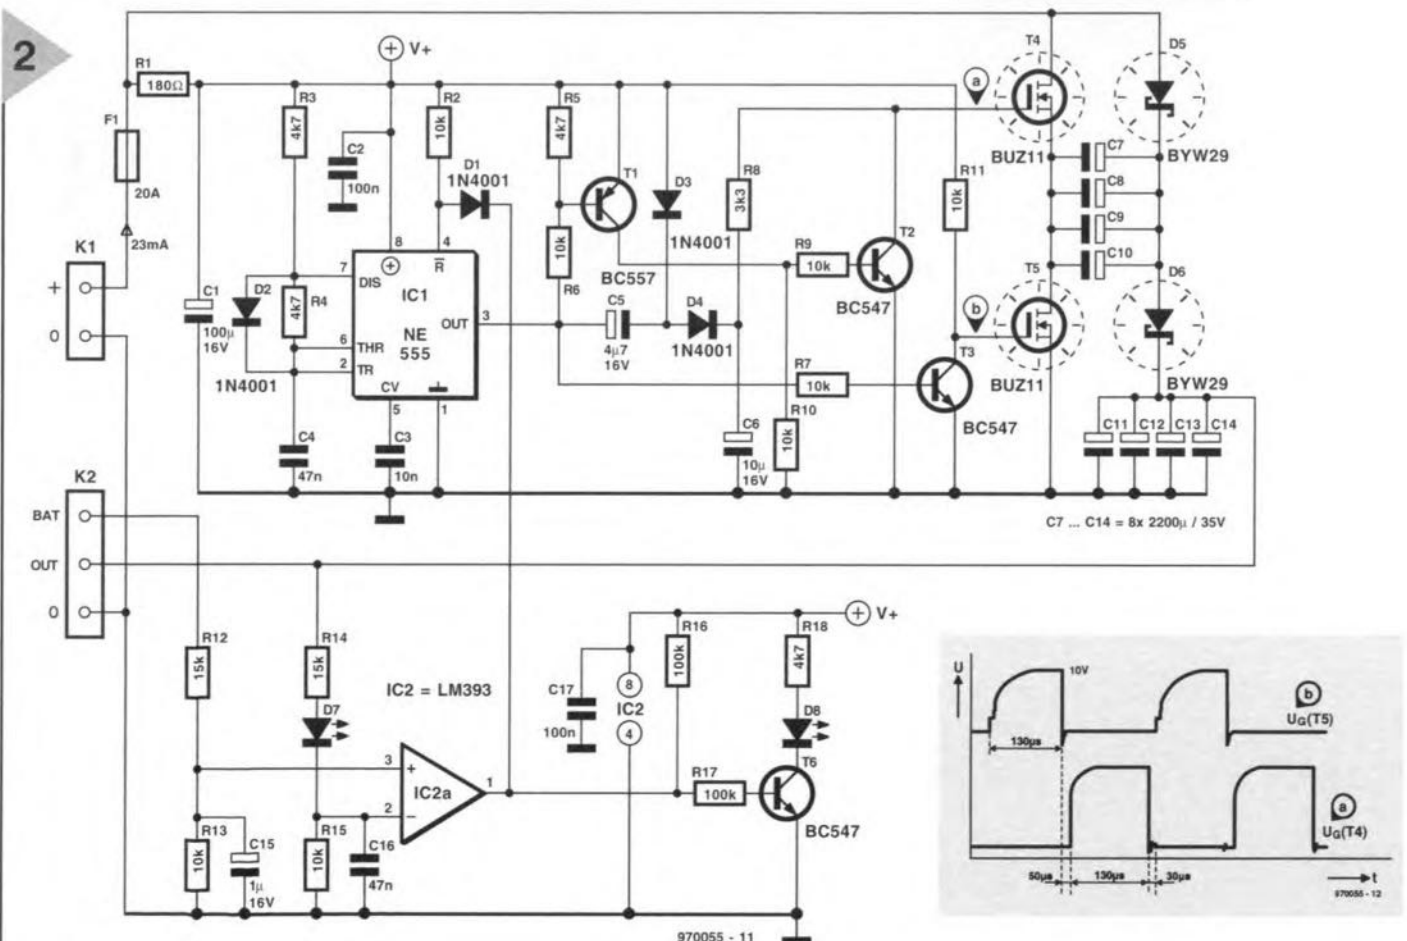 2
V+
R1
180Ω
F1
20A
23mA
K1
+
0
C1
100µ
16V
R3
4k7
R2
10k
C2
100n
D1
1N4001
D2
1N4001
R4
4k7
7
DIS
8
4
R
IC1
NE
555
OUT
3
6
THR
2
TR
CV
5
1
C4
47n
C3
10n
R5
4k7
R6
10k
T1
BC557
D3
1N4001
C5
4µ7
16V
D4
1N4001
R8
3k3
R9
10k
T2
BC547
R7
10k
R10
10k
C6
10µ
16V
R11
10k
T3
BC547
a
T4
BUZ11
b
T5
BUZ11
D5
BYW29
C7
C8
C9
C10
D6
BYW29
C11
C12
C13
C14
C7 ... C14 = 8x 2200µ / 35V
K2
BAT
OUT
0
R12
15k
R14
15k
D7
R13
10k
C15
1µ
16V
R15
10k
C16
47n
IC2 = LM393
3
+
IC2a
2
-
1
C17
100n
8
IC2
4
R16
100k
R17
100k
R18
4k7
V+
D8
T6
BC547
970055 - 11
U
10V
b
UG(T5)
130µs
a
UG(T4)
50µs
130µs
30µs
t
970055 - 12